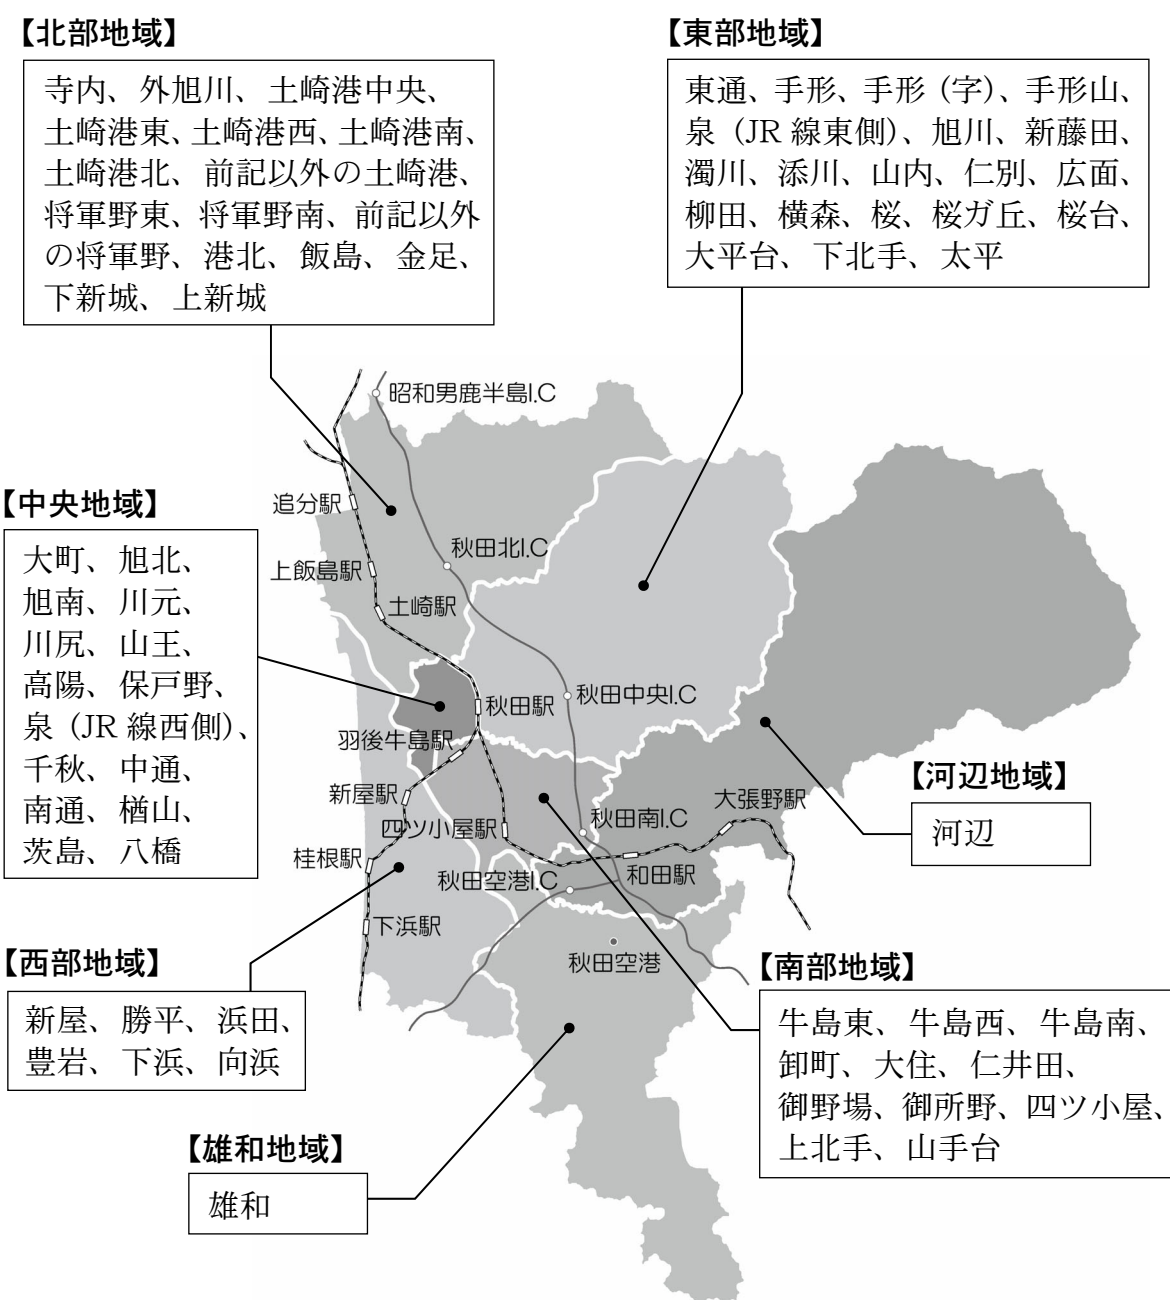 【北部地域】
寺内、外旭川、土崎港中央、
土崎港東、土崎港西、土崎港南、
土崎港北、前記以外の土崎港、
将軍野東、将軍野南、前記以外
の将軍野、港北、飯島、金足、
下新城、上新城
【東部地域】
東通、手形、手形（字）、手形山、
泉（JR 線東側）、旭川、新藤田、
濁川、添川、山内、仁別、広面、
柳田、横森、桜、桜ガ丘、桜台、
大平台、下北手、太平
昭和男鹿半島I.C
追分駅
秋田北I.C
上飯島駅
土崎駅
【中央地域】
大町、旭北、
旭南、川元、
川尻、山王、
高陽、保戸野、
泉（JR 線西側）、
千秋、中通、
南通、楢山、
茨島、八橋
秋田駅
秋田中央I.C
羽後牛島駅
新屋駅
四ツ小屋駅
秋田南I.C
大張野駅
桂根駅
秋田空港I.C
和田駅
下浜駅
秋田空港
【河辺地域】
河辺
【西部地域】
新屋、勝平、浜田、
豊岩、下浜、向浜
【南部地域】
牛島東、牛島西、牛島南、
卸町、大住、仁井田、
御野場、御所野、四ツ小屋、
上北手、山手台
【雄和地域】
雄和